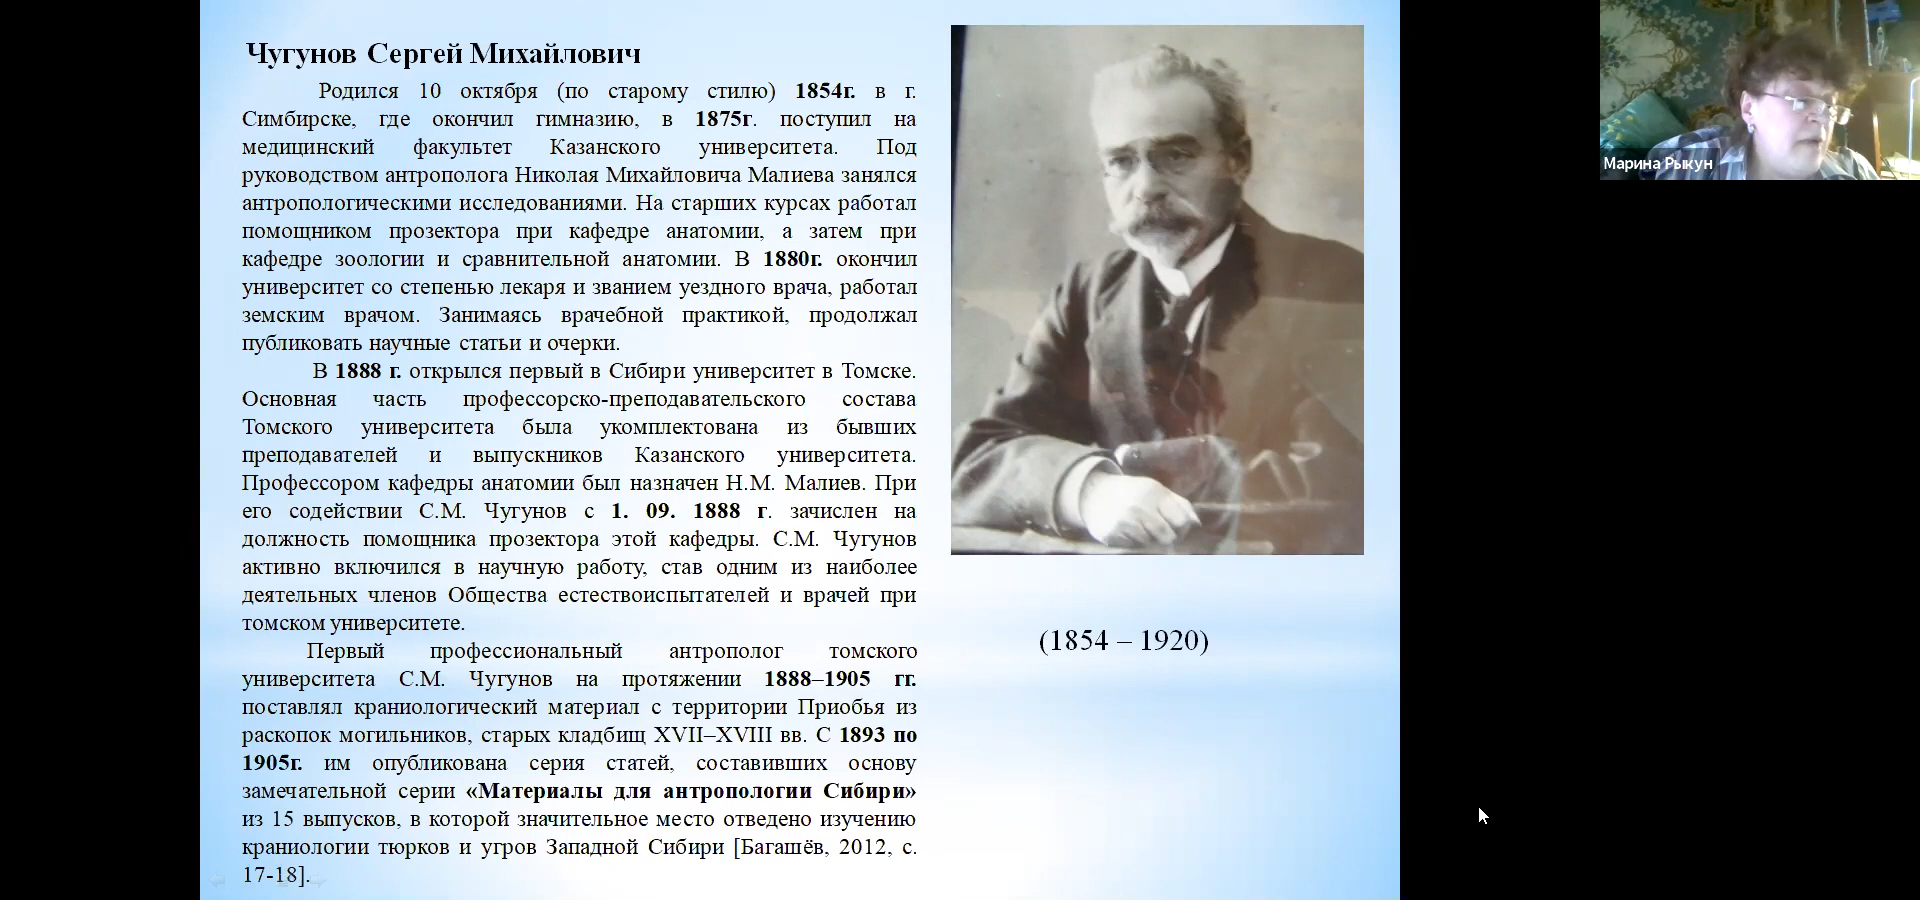 Чугунов Сергей Михайлович
Родился 10 октября (по старому стилю) 1854г. в г.
Симбирске, где окончил гимназию, в 1875г. поступил на
медицинский факультет Казанского университета. Под
руководством антрополога Николая Михайловича Малиева занялся
антропологическими исследованиями. На старших курсах работал
помощником прозектора при кафедре анатомии, а затем при
кафедре зоологии и сравнительной анатомии. В 1880г. окончил
университет со степенью лекаря и званием уездного врача, работал
земским врачом. Занимаясь врачебной практикой, продолжал
публиковать научные статьи и очерки.
В 1888 г. открылся первый в Сибири университет в Томске.
Основная часть профессорско-преподавательского состава
Томского университета была укомплектована из бывших
преподавателей и выпускников Казанского университета.
Профессором кафедры анатомии был назначен Н.М. Малиев. При
его содействии С.М. Чугунов с 1. 09. 1888 г. зачислен на
должность помощника прозектора этой кафедры. С.М. Чугунов
активно включился в научную работу, став одним из наиболее
деятельных членов Общества естествоиспытателей и врачей при
томском университете.
Первый профессиональный антрополог томского
университета С.М. Чугунов на протяжении 1888–1905 гг.
поставлял краниологический материал с территории Приобья из
раскопок могильников, старых кладбищ XVII–XVIII вв. С 1893 по
1905г. им опубликована серия статей, составивших основу
замечательной серии «Материалы для антропологии Сибири»
из 15 выпусков, в которой значительное место отведено изучению
краниологии тюрков и угров Западной Сибири [Багашёв, 2012, с.
17-18].
(1854 – 1920)
Марина Рыкун